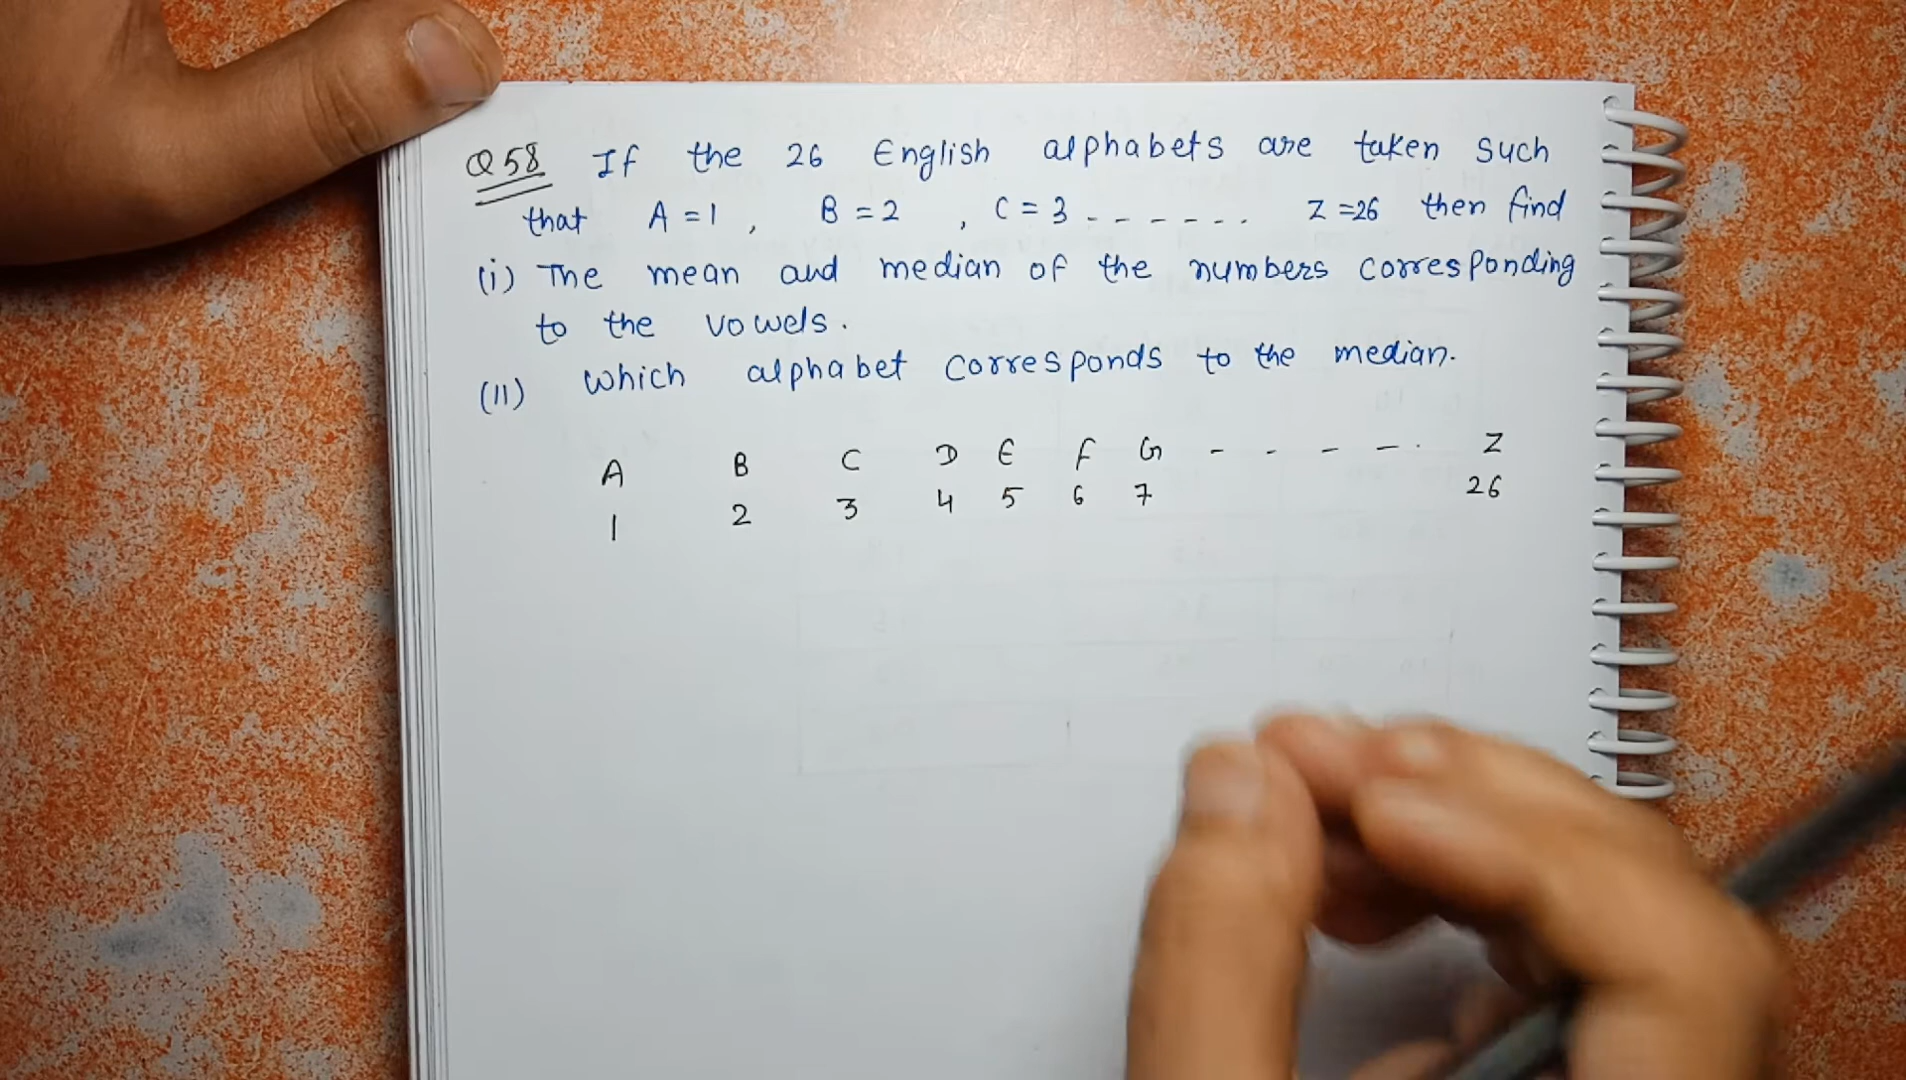 Q58 If the 26 English alphabets are taken such
that A = 1 , B = 2 , C = 3 - - - - - - . Z = 26 then find
(i) The mean and median of the numbers corresponding
to the vowels.
(II) which alphabet corresponds to the median.
A B C D E F G - - - - . Z
1 2 3 4 5 6 7 26